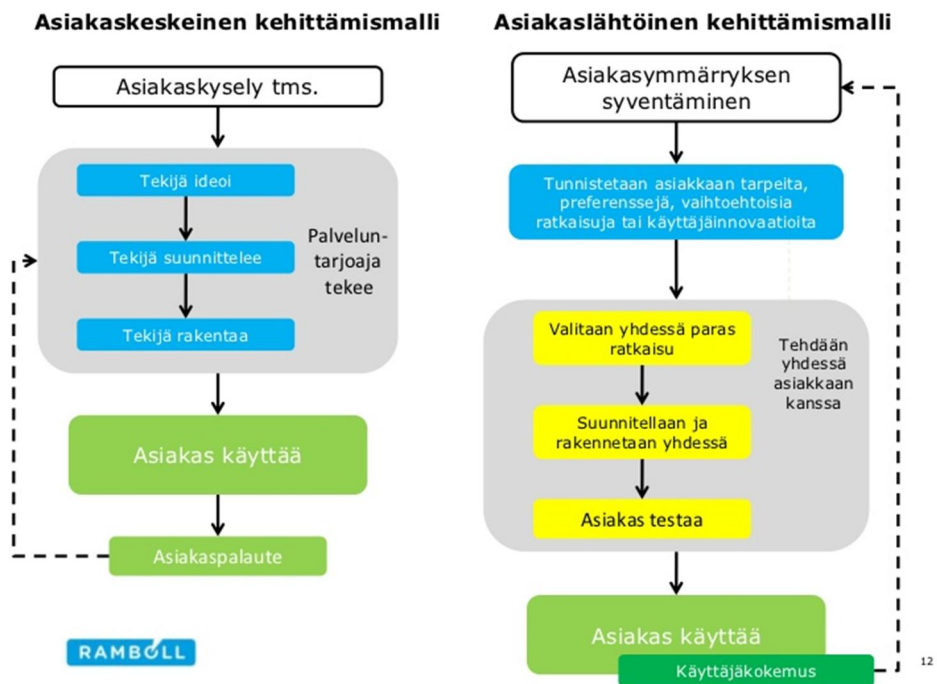 Asiakaskeskeinen kehittämismalli
Asiakaskysely tms.
Tekijä ideoi
Tekijä suunnittelee
Tekijä rakentaa
Palvelun-
tarjoaja
tekee
Asiakas käyttää
Asiakaspalaute
RAMBOLL
Asiakaslähtöinen kehittämismalli
Asiakasymmärryksen
syventäminen
Tunnistetaan asiakkaan tarpeita,
preferenssejä, vaihtoehtoisia
ratkaisuja tai käyttäjäinnovaatioita
Valitaan yhdessä paras
ratkaisu
Suunnitellaan ja
rakennetaan yhdessä
Asiakas testaa
Tehdään
yhdessä
asiakkaan
kanssa
Asiakas käyttää
Käyttäjäkokemus
12